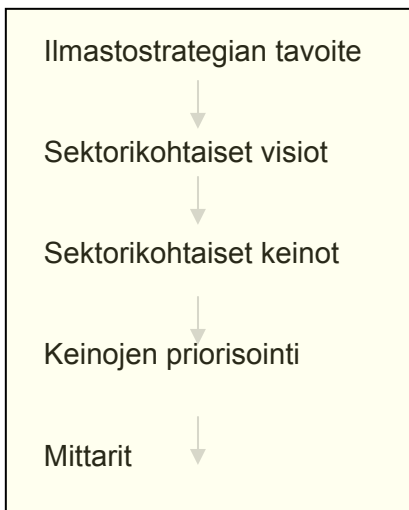 Ilmastostrategian tavoite
Sektorikohtaiset visiot
Sektorikohtaiset keinot
Keinojen priorisointi
Mittarit